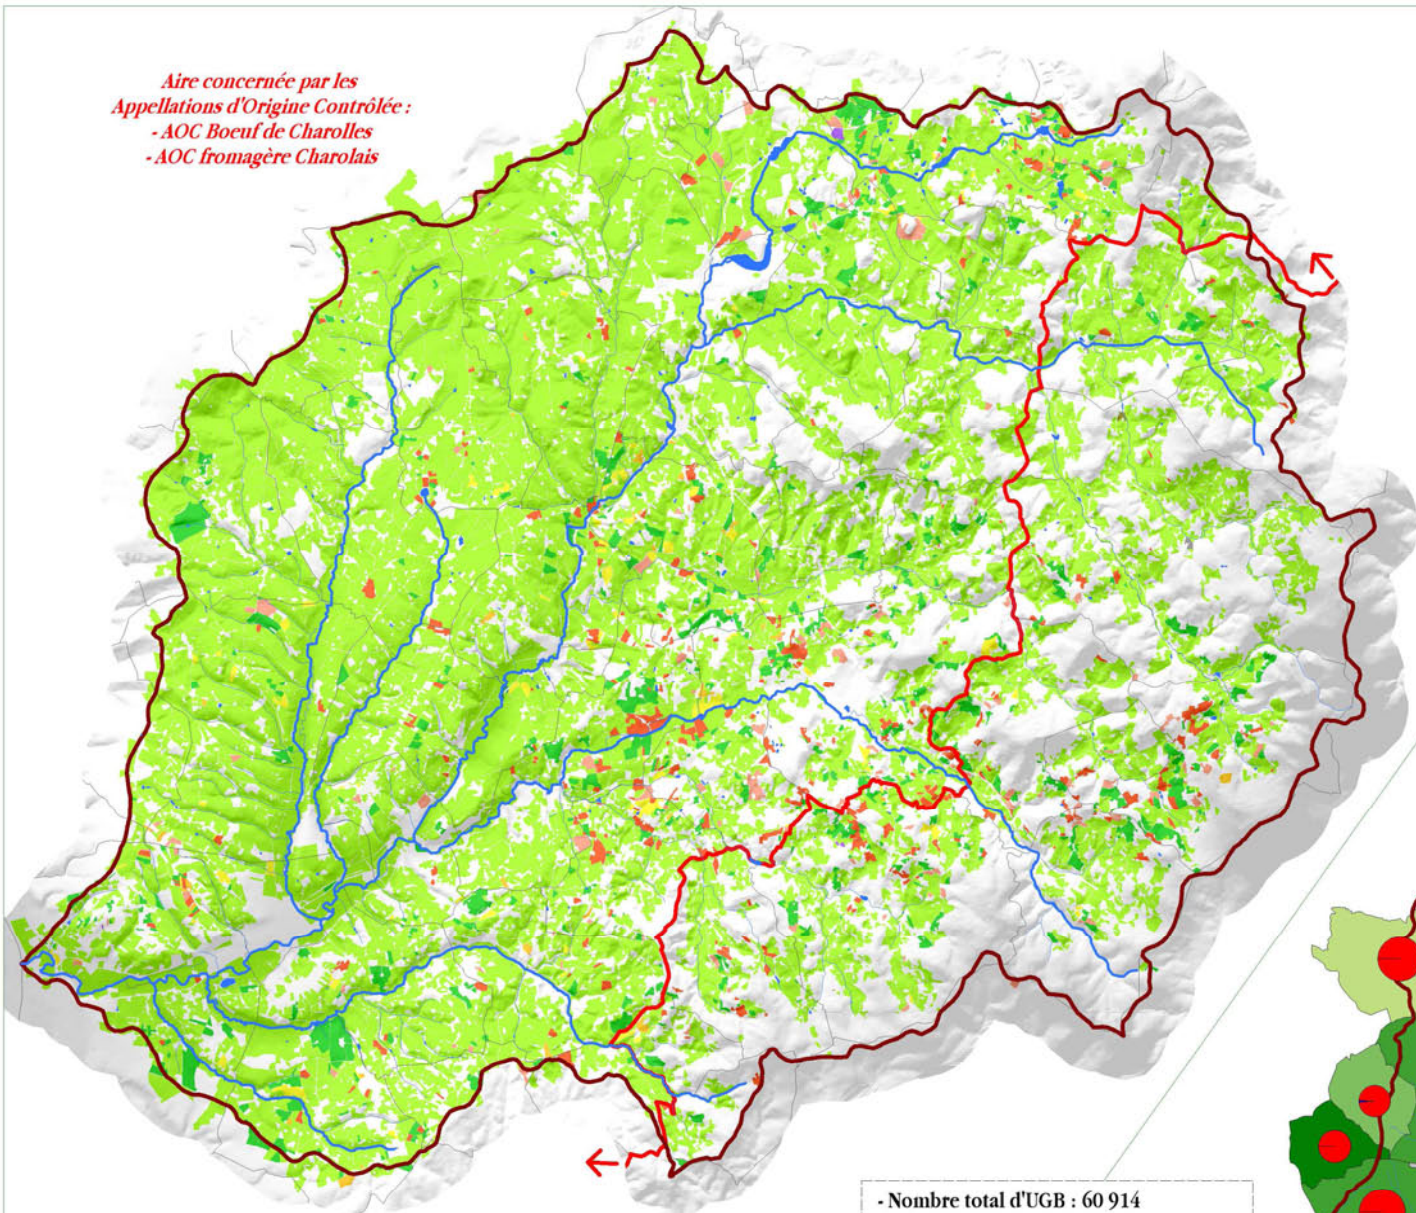 Aire concernée par les
Appellations d'Origine Contrôlée :
- AOC Boeuf de Charolles
- AOC fromagère Charolais
- Nombre total d'UGB : 60 914